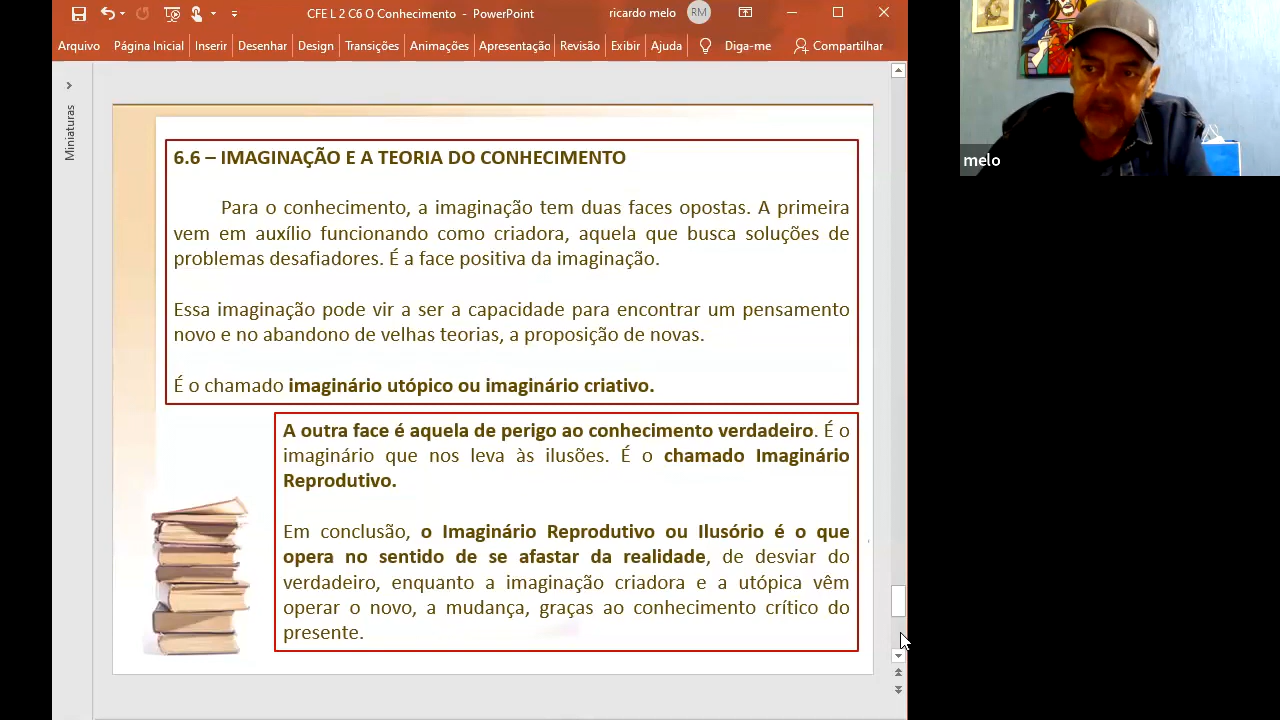 CFE L 2 C6 O Conhecimento - PowerPoint
ricardo melo RM
Arquivo Página Inicial Inserir Desenhar Design Transições Animações Apresentação Revisão Exibir Ajuda Diga-me Compartilhar
Miniaturas
6.6 – IMAGINAÇÃO E A TEORIA DO CONHECIMENTO
Para o conhecimento, a imaginação tem duas faces opostas. A primeira
vem em auxílio funcionando como criadora, aquela que busca soluções de
problemas desafiadores. É a face positiva da imaginação.
Essa imaginação pode vir a ser a capacidade para encontrar um pensamento
novo e no abandono de velhas teorias, a proposição de novas.
É o chamado imaginário utópico ou imaginário criativo.
A outra face é aquela de perigo ao conhecimento verdadeiro. É o
imaginário que nos leva às ilusões. É o chamado Imaginário
Reprodutivo.
Em conclusão, o Imaginário Reprodutivo ou Ilusório é o que
opera no sentido de se afastar da realidade, de desviar do
verdadeiro, enquanto a imaginação criadora e a utópica vêm
operar o novo, a mudança, graças ao conhecimento crítico do
presente.
melo